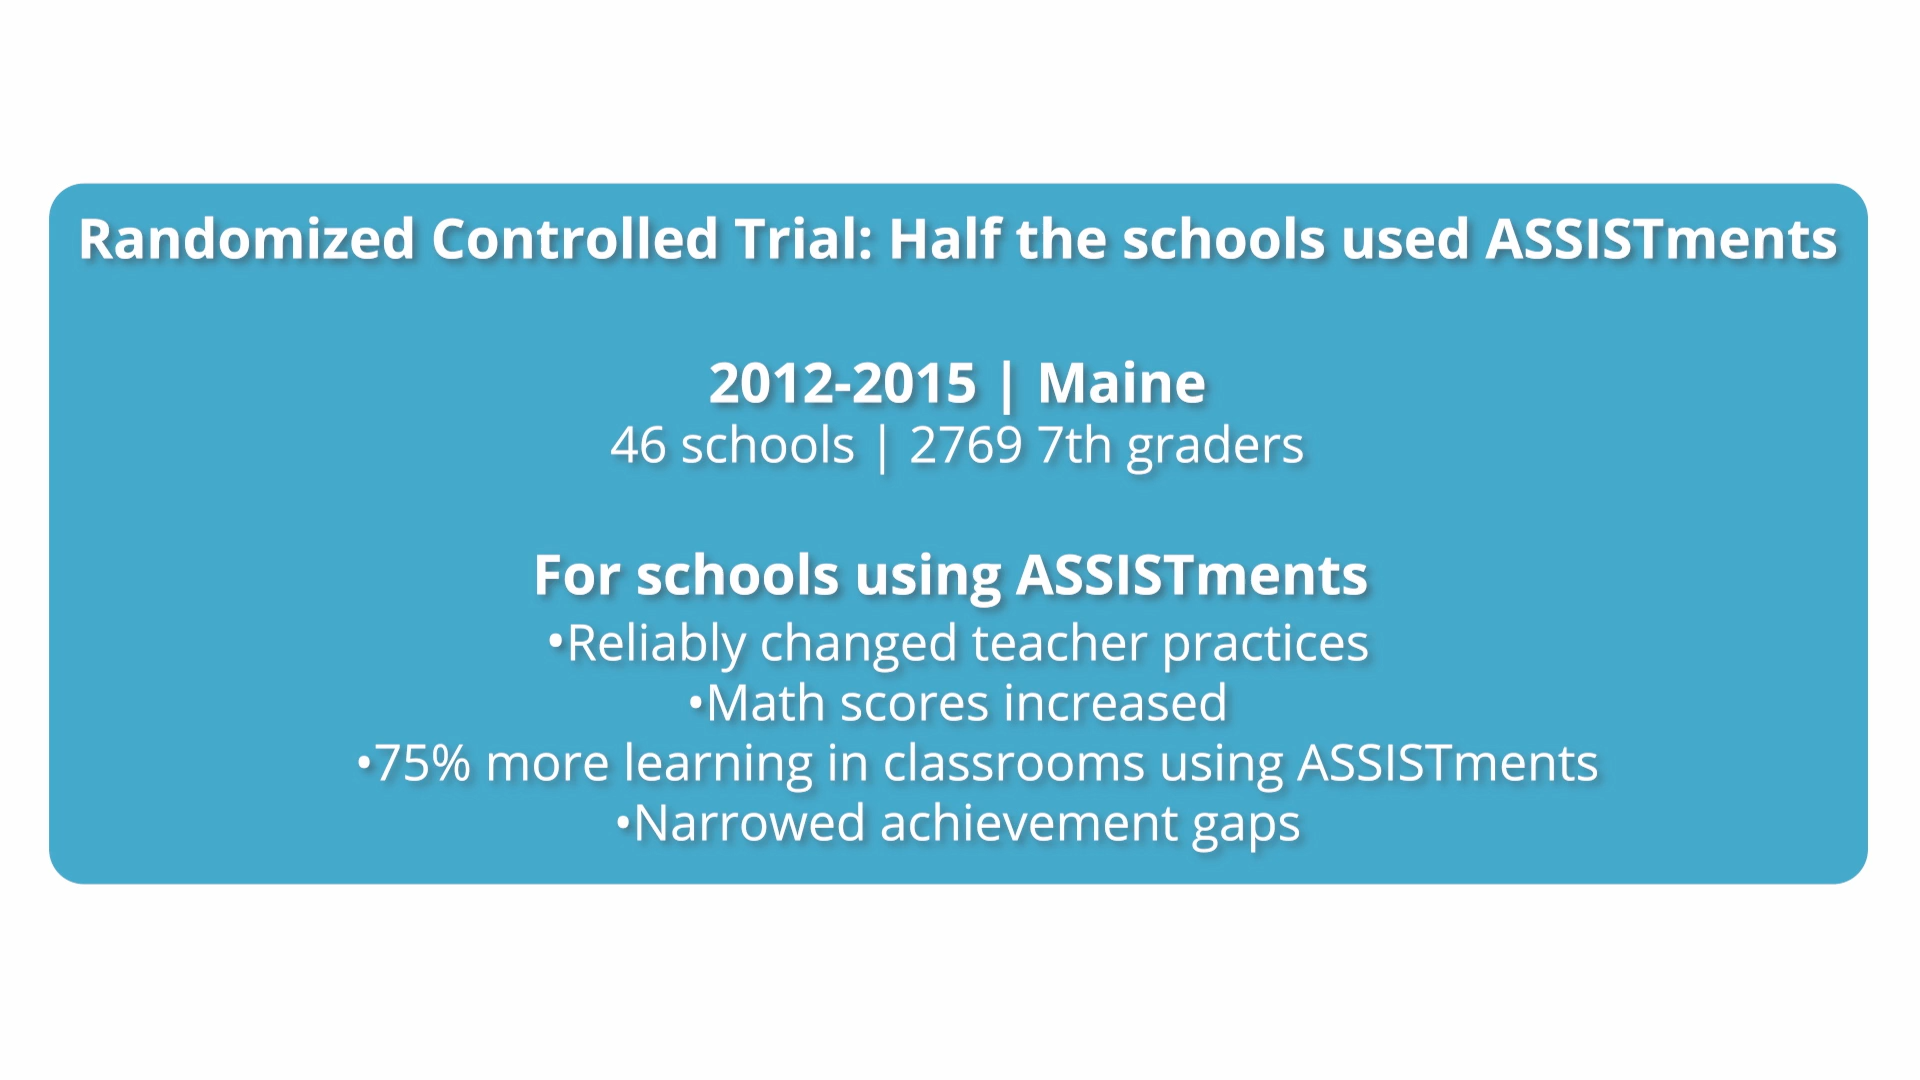 Randomized Controlled Trial: Half the schools used ASSISTments
2012-2015 | Maine
46 schools | 2769 7th graders
For schools using ASSISTments
•Reliably changed teacher practices
•Math scores increased
•75% more learning in classrooms using ASSISTments
•Narrowed achievement gaps